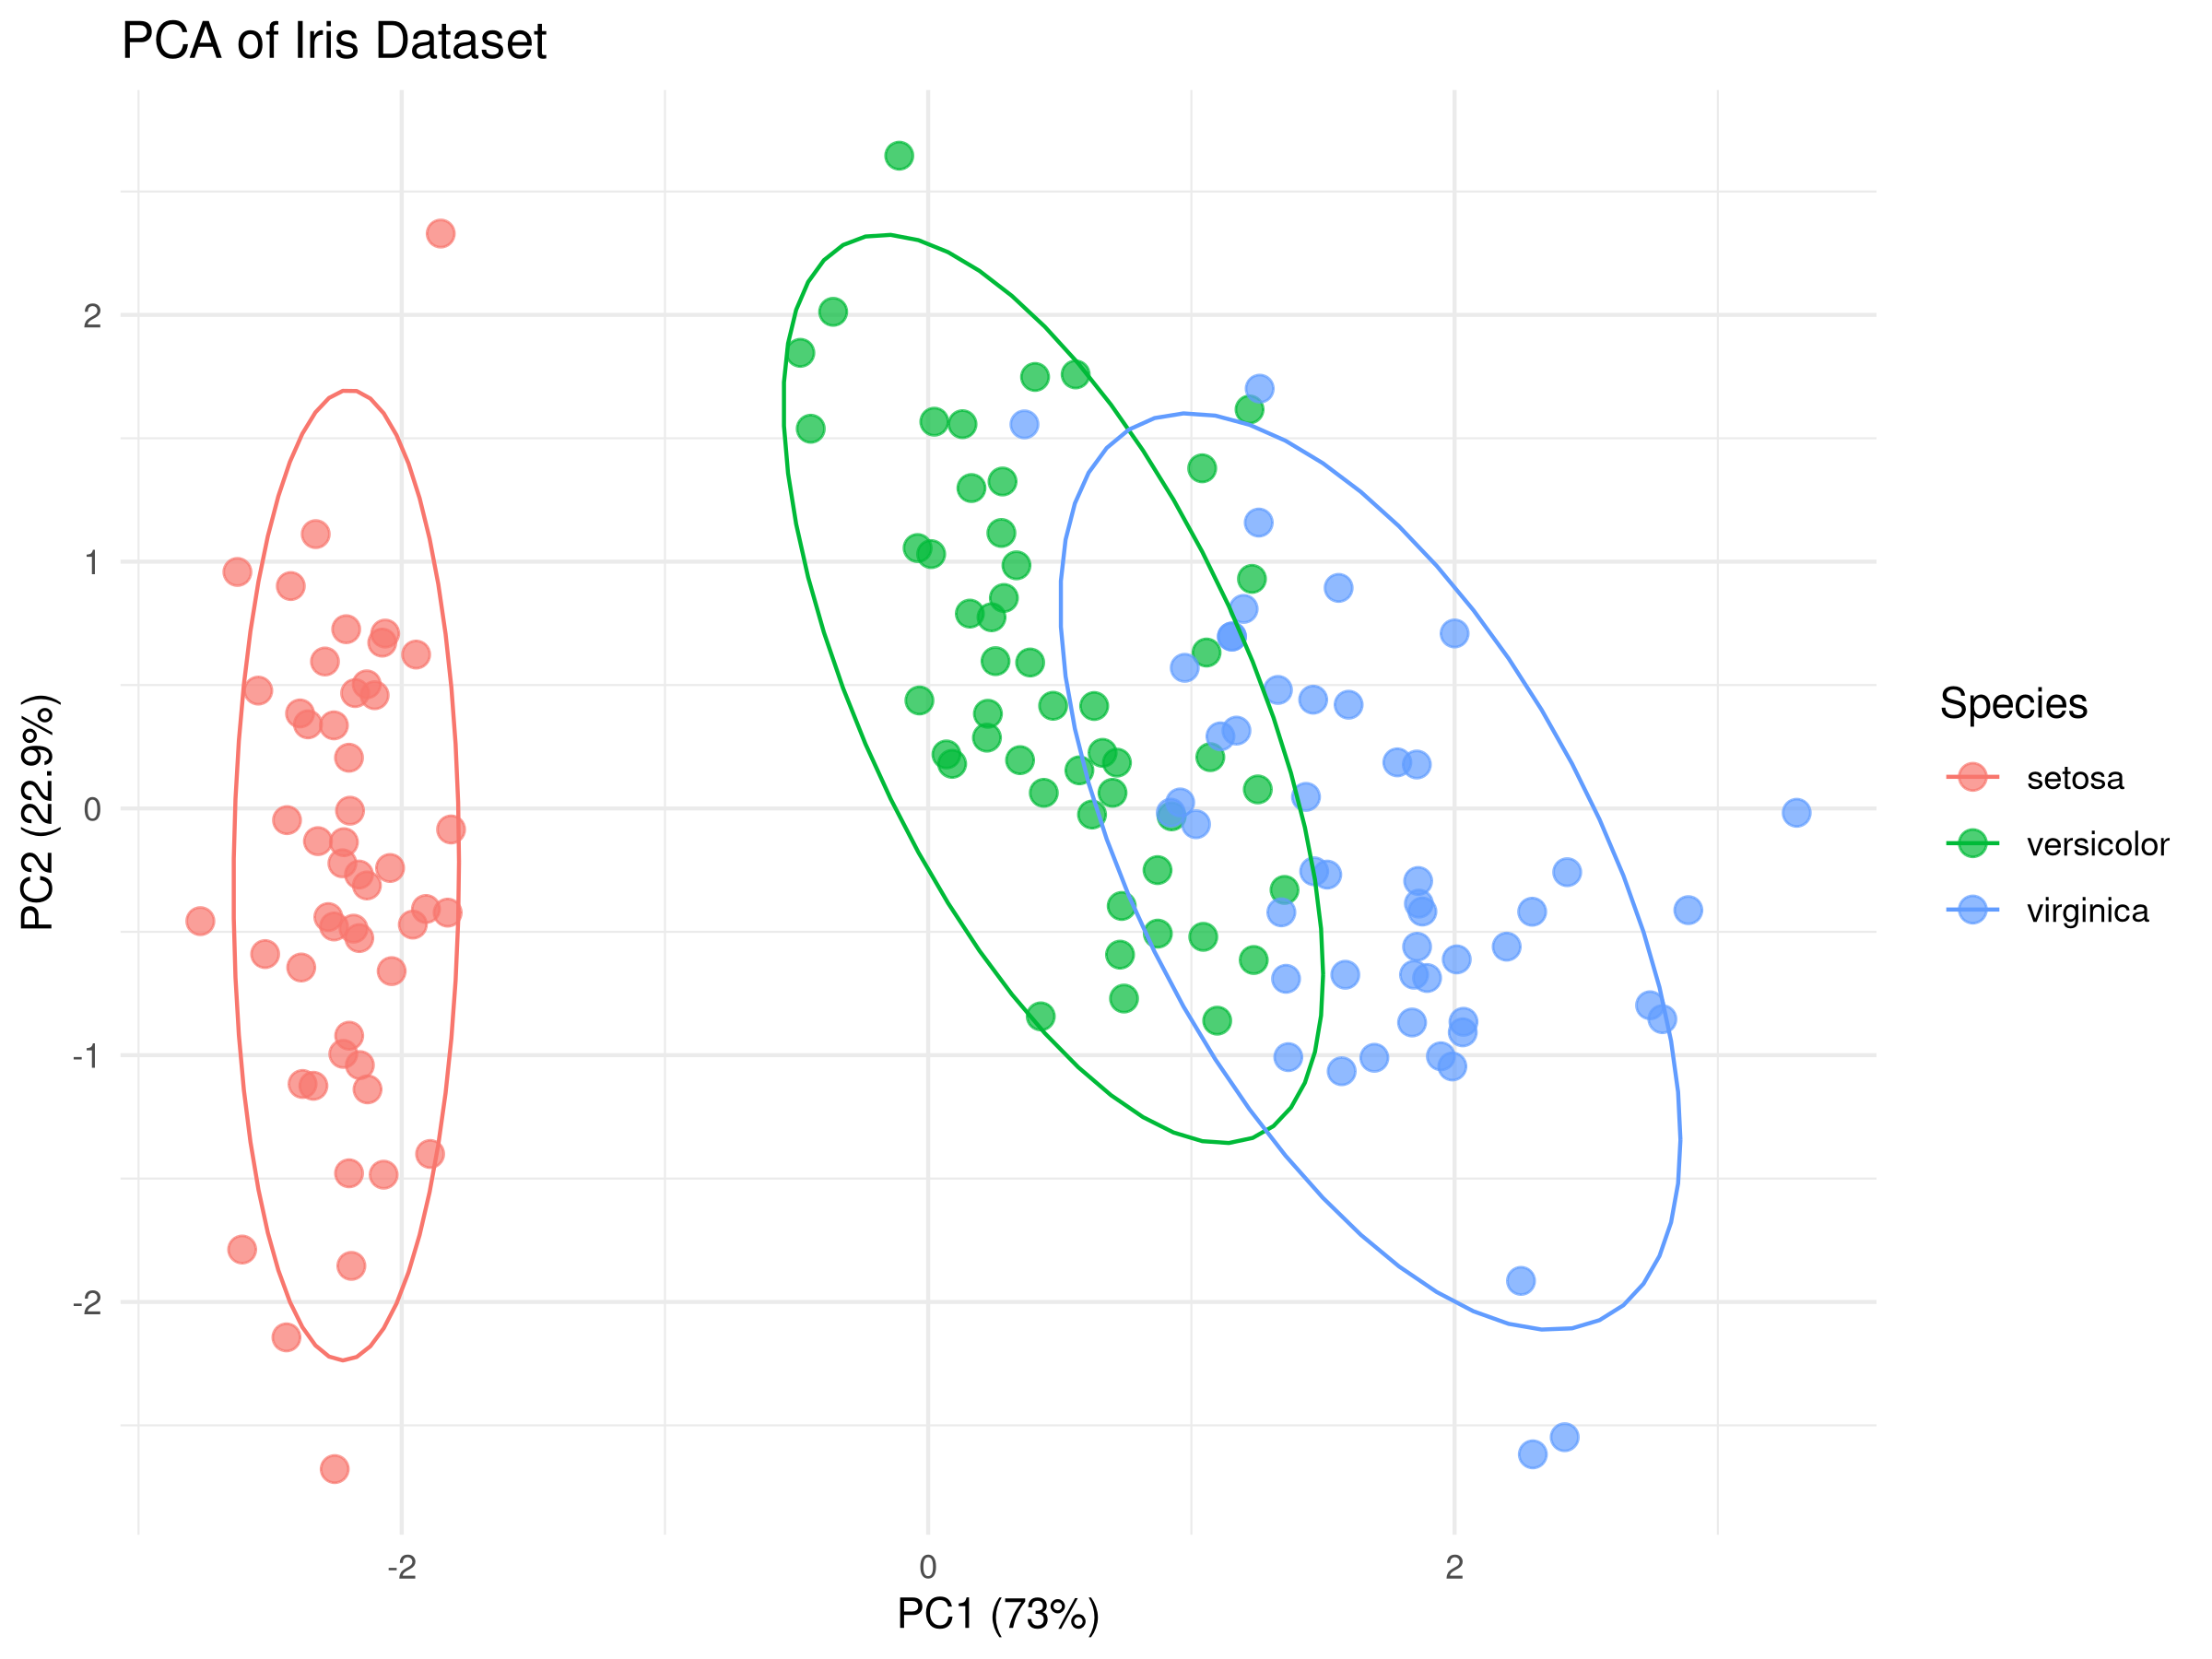 PCA of Iris Dataset
PC2 (22.9%)
2
1
0
-1
-2
-2
0
2
PC1 (73%)
Species
setosa
versicolor
virginica